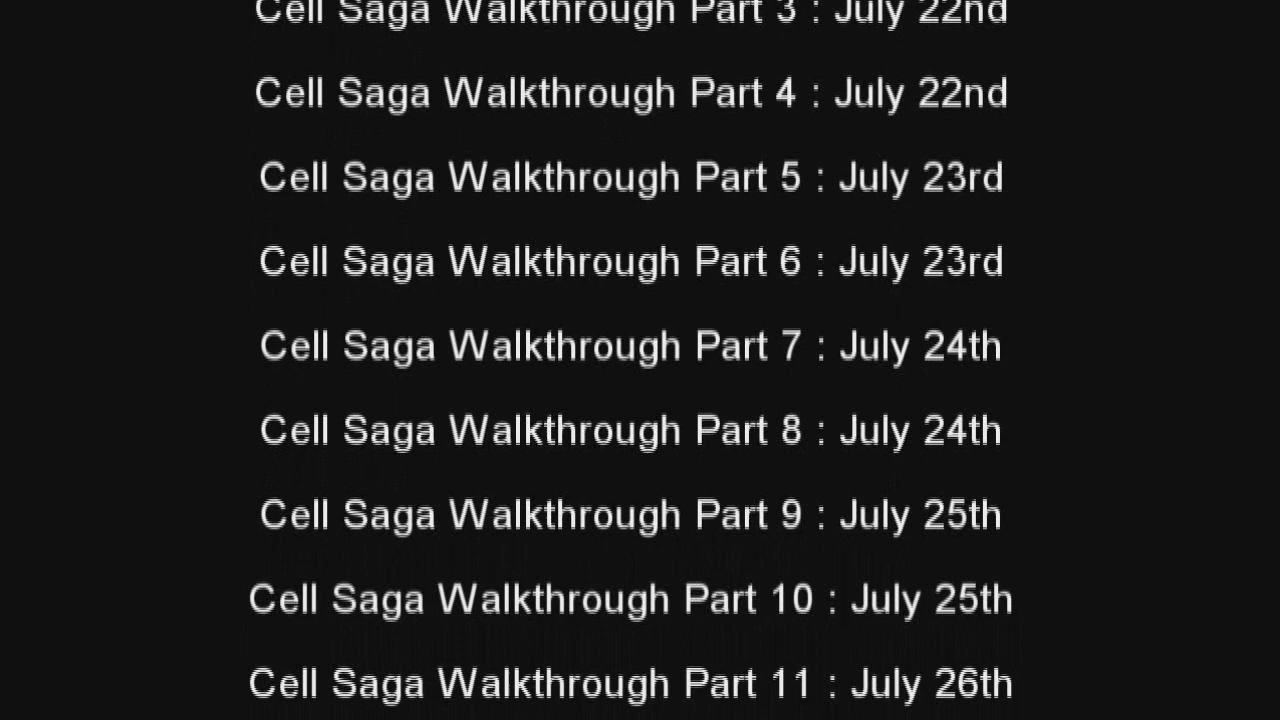 Cell Saga Walkthrough Part 3 : July 22nd
Cell Saga Walkthrough Part 4 : July 22nd
Cell Saga Walkthrough Part 5 : July 23rd
Cell Saga Walkthrough Part 6 : July 23rd
Cell Saga Walkthrough Part 7 : July 24th
Cell Saga Walkthrough Part 8 : July 24th
Cell Saga Walkthrough Part 9 : July 25th
Cell Saga Walkthrough Part 10 : July 25th
Cell Saga Walkthrough Part 11 : July 26th